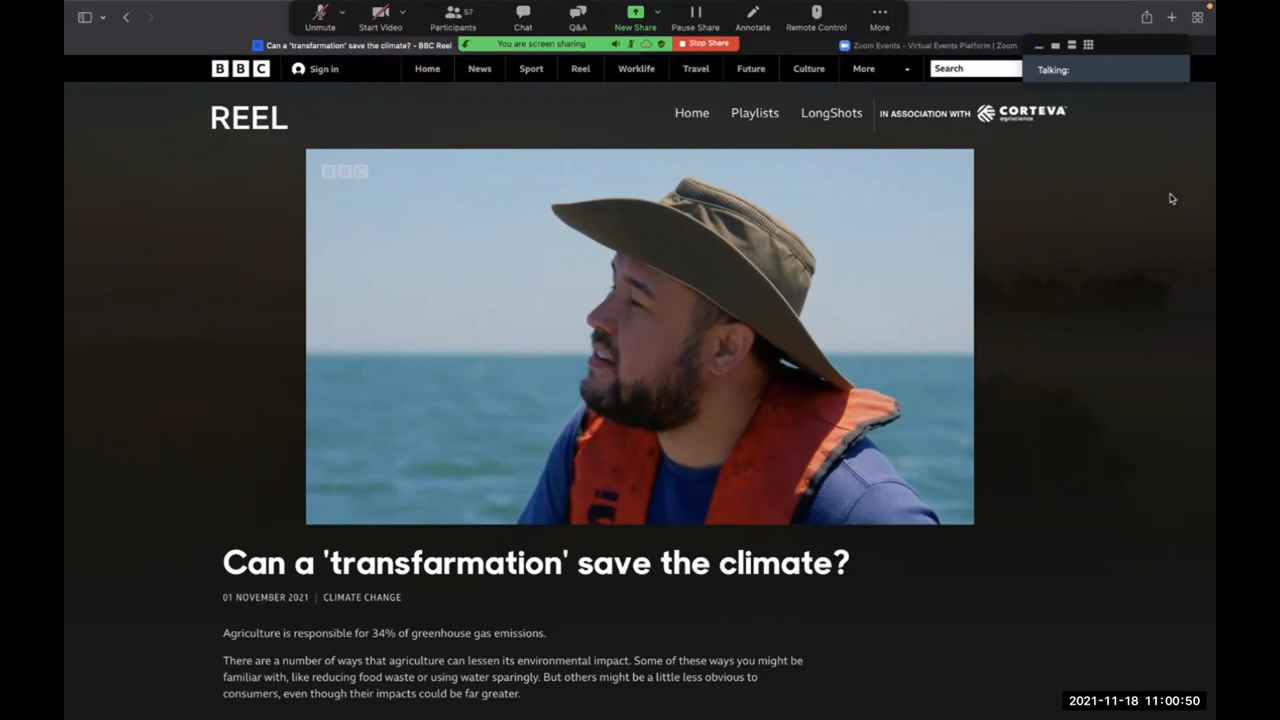 57
Unmute
Start Video
Participants
Chat
Q&A
New Share
Pause Share
Annotate
Remote Control
More
Can a 'transfarmation' save the climate? - BBC Reel
You are screen sharing
Stop Share
Zoom Events - Virtual Events Platform | Zoom
BBC
Sign in
Home
News
Sport
Reel
Worklife
Travel
Future
Culture
More
Search
Talking:
REEL
Home
Playlists
LongShots
IN ASSOCIATION WITH
CORTEVA
agriscience
BBC
Can a 'transfarmation' save the climate?
01 NOVEMBER 2021 | CLIMATE CHANGE
Agriculture is responsible for 34% of greenhouse gas emissions.
There are a number of ways that agriculture can lessen its environmental impact. Some of these ways you might be
familiar with, like reducing food waste or using water sparingly. But others might be a little less obvious to
consumers, even though their impacts could be far greater.
2021-11-18 11:00:50